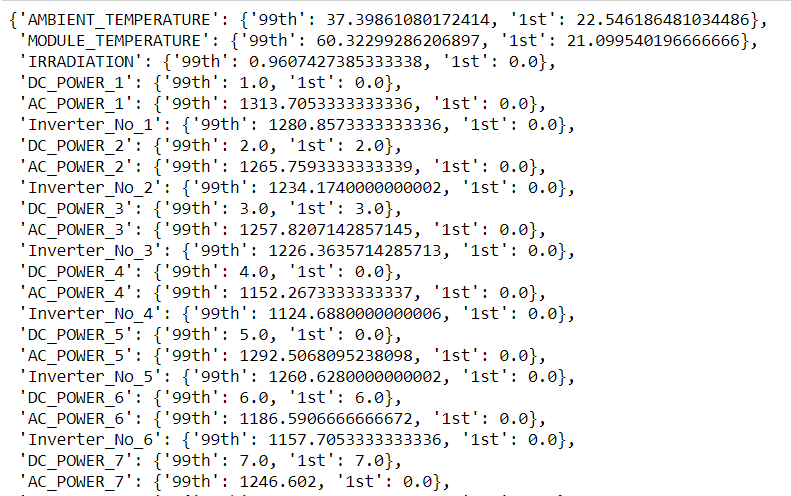 {'AMBIENT_TEMPERATURE': {'99th': 37.39861080172414, '1st': 22.546186481034486},
'MODULE_TEMPERATURE': {'99th': 60.32299286206897, '1st': 21.099540196666666},
'IRRADIATION': {'99th': 0.9607427385333338, '1st': 0.0},
'DC_POWER_1': {'99th': 1.0, '1st': 0.0},
'AC_POWER_1': {'99th': 1313.7053333333336, '1st': 0.0},
'Inverter_No_1': {'99th': 1280.8573333333336, '1st': 0.0},
'DC_POWER_2': {'99th': 2.0, '1st': 2.0},
'AC_POWER_2': {'99th': 1265.7593333333339, '1st': 0.0},
'Inverter_No_2': {'99th': 1234.1740000000002, '1st': 0.0},
'DC_POWER_3': {'99th': 3.0, '1st': 3.0},
'AC_POWER_3': {'99th': 1257.8207142857145, '1st': 0.0},
'Inverter_No_3': {'99th': 1226.3635714285713, '1st': 0.0},
'DC_POWER_4': {'99th': 4.0, '1st': 0.0},
'AC_POWER_4': {'99th': 1152.2673333333337, '1st': 0.0},
'Inverter_No_4': {'99th': 1124.6880000000006, '1st': 0.0},
'DC_POWER_5': {'99th': 5.0, '1st': 0.0},
'AC_POWER_5': {'99th': 1292.5068095238098, '1st': 0.0},
'Inverter_No_5': {'99th': 1260.6280000000002, '1st': 0.0},
'DC_POWER_6': {'99th': 6.0, '1st': 6.0},
'AC_POWER_6': {'99th': 1186.5906666666672, '1st': 0.0},
'Inverter_No_6': {'99th': 1157.7053333333336, '1st': 0.0},
'DC_POWER_7': {'99th': 7.0, '1st': 7.0},
'AC_POWER_7': {'99th': 1246.602, '1st': 0.0},